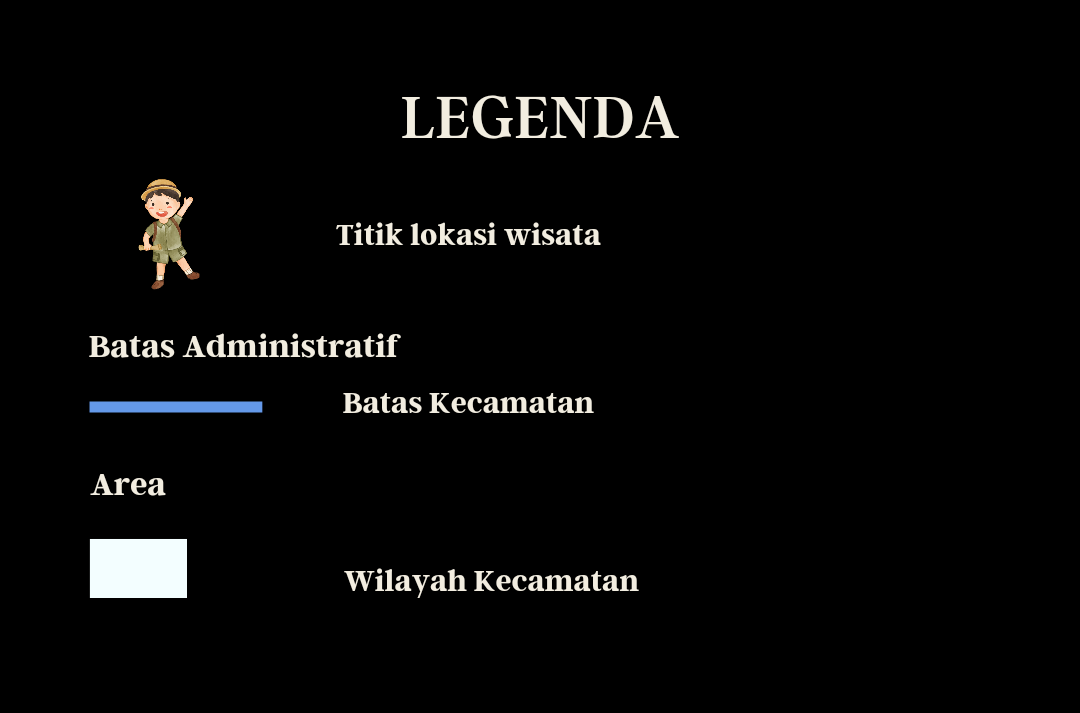 LEGENDA
Titik lokasi wisata
Batas Administratif
Batas Kecamatan
Area
Wilayah Kecamatan